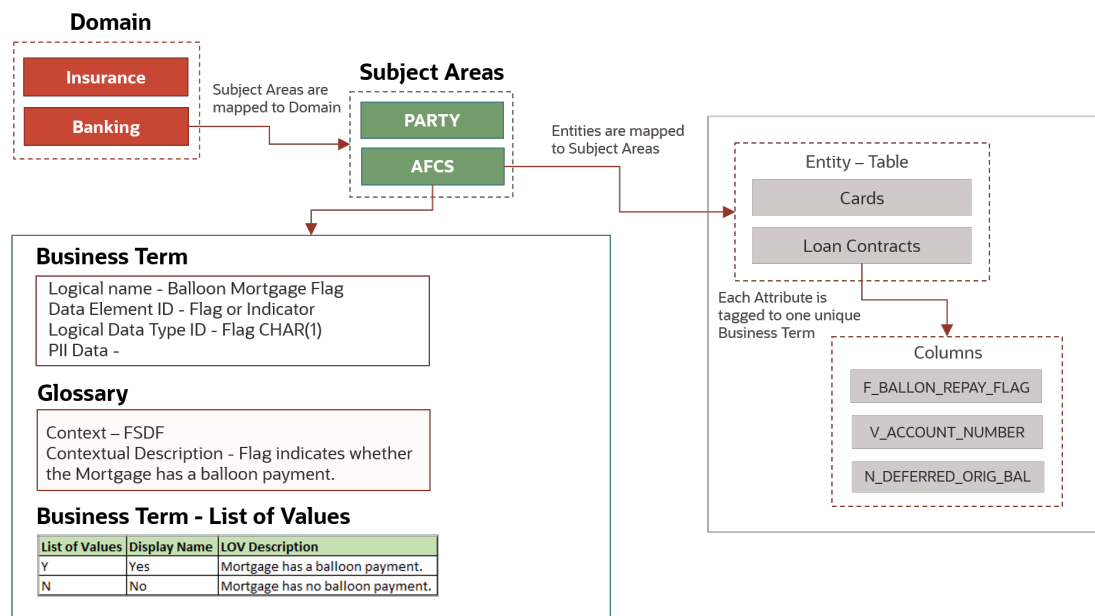 Domain
Insurance
Banking
Subject Areas are
mapped to Domain
Subject Areas
PARTY
AFCS
Entities are mapped
to Subject Areas
Entity – Table
Cards
Loan Contracts
Each Attribute is
tagged to one unique
Business Term
Columns
F_BALLON_REPAY_FLAG
V_ACCOUNT_NUMBER
N_DEFERRED_ORIG_BAL
Business Term
Logical name - Balloon Mortgage Flag
Data Element ID - Flag or Indicator
Logical Data Type ID - Flag CHAR(1)
PII Data -
Glossary
Context – FSDF
Contextual Description - Flag indicates whether
the Mortgage has a balloon payment.
Business Term - List of Values
List of Values Display Name LOV Description
Y Yes Mortgage has a balloon payment.
N No Mortgage has no balloon payment.